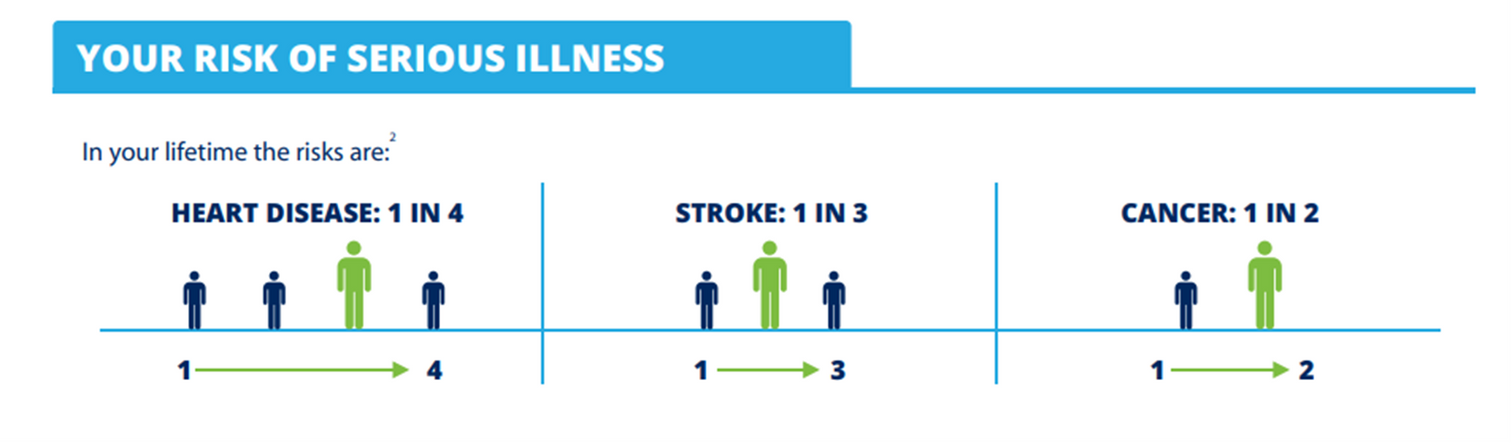 YOUR RISK OF SERIOUS ILLNESS
In your lifetime the risks are:2
HEART DISEASE: 1 IN 4
STROKE: 1 IN 3
CANCER: 1 IN 2
1 4
1 3
1 2